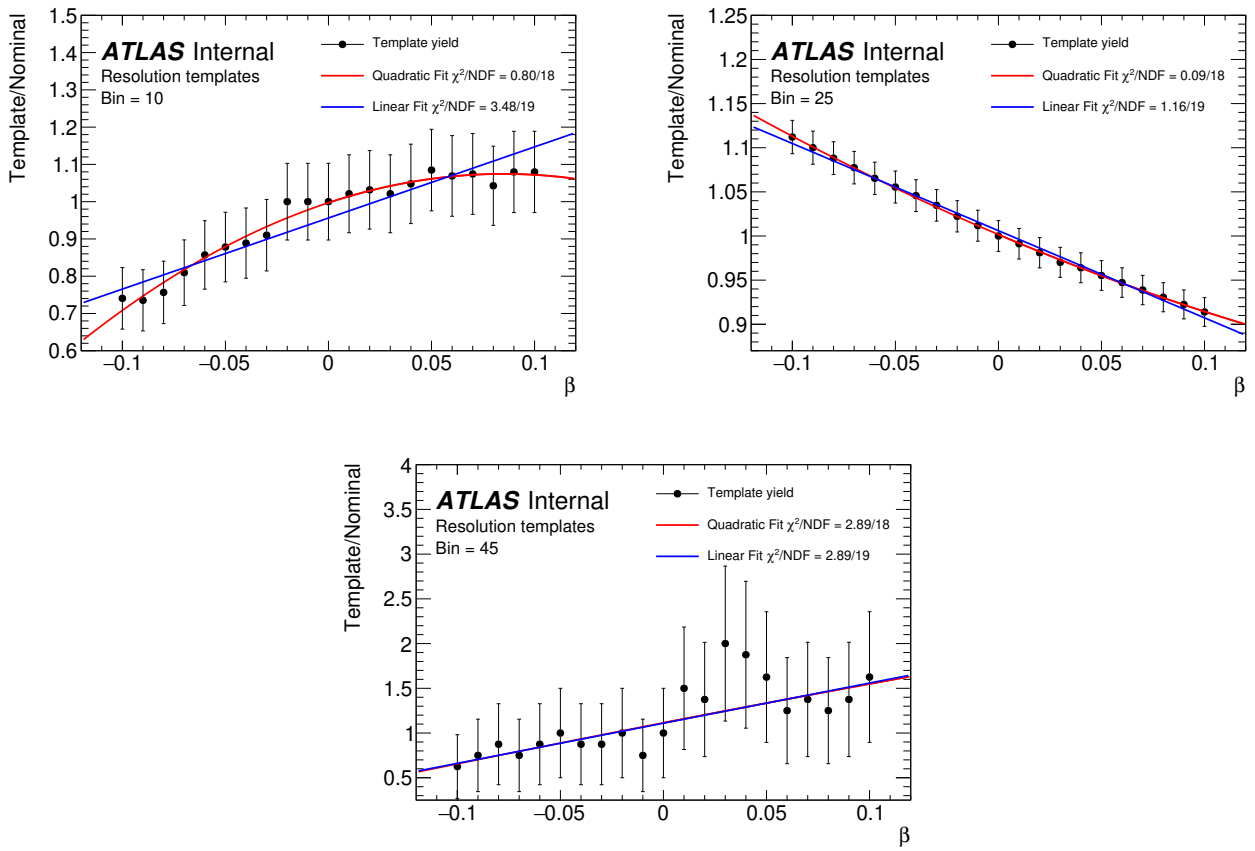 Template/Nominal
1.5
1.4
1.3
1.2
1.1
1.0
0.9
0.8
0.7
0.6
ATLAS Internal
Resolution templates
Bin = 10
Template yield
Quadratic Fit χ²/NDF = 0.80/18
Linear Fit χ²/NDF = 3.48/19
−0.1 −0.05 0 0.05 0.1
β
Template/Nominal
1.25
1.2
1.15
1.1
1.05
1
0.95
0.9
ATLAS Internal
Resolution templates
Bin = 25
Template yield
Quadratic Fit χ²/NDF = 0.09/18
Linear Fit χ²/NDF = 1.16/19
−0.1 −0.05 0 0.05 0.1
β
Template/Nominal
4
3.5
3
2.5
2
1.5
1
0.5
ATLAS Internal
Resolution templates
Bin = 45
Template yield
Quadratic Fit χ²/NDF = 2.89/18
Linear Fit χ²/NDF = 2.89/19
−0.1 −0.05 0 0.05 0.1
β